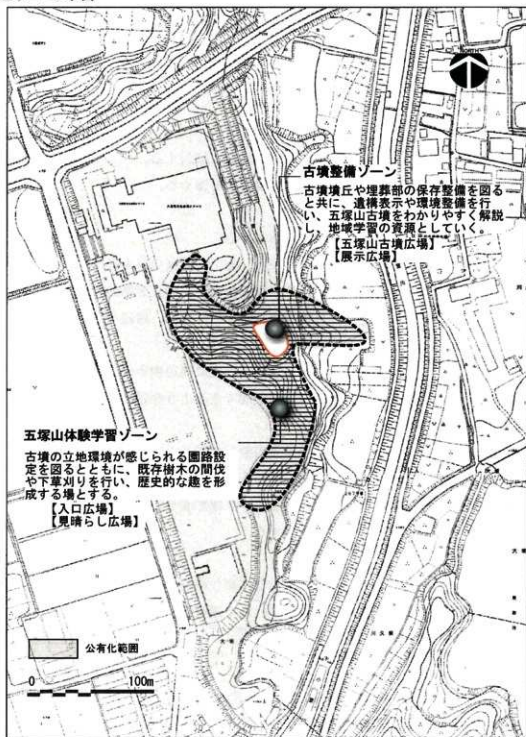 NORTH
古墳整備ゾーン
古墳墳丘や埋葬部の保存整備を図る
と共に、遺構表示や環境整備を行
い、五塚山古墳をわかりやすく解説
し、地域学習の資源としていく。
【五塚山古墳広場】
【展示広場】
五塚山体験学習ゾーン
古墳の立地環境が感じられる園路設
定を図るとともに、既存樹木の間伐
や下草刈りを行い、歴史的な趣を形
成する場とする。
【入口広場】
【見晴らし広場】
公有化範囲
0 100m